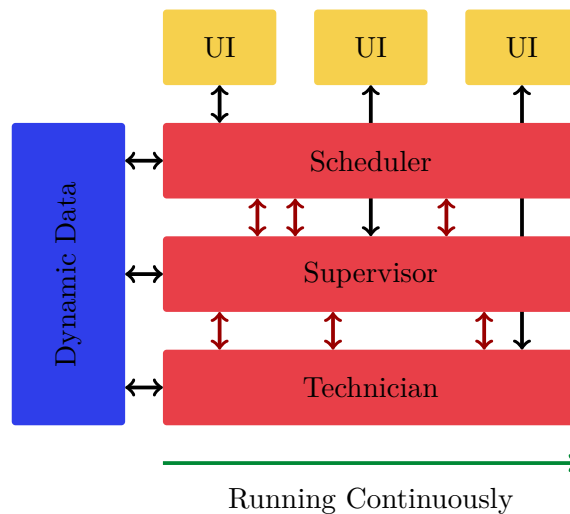 UI
UI
UI
Dynamic Data
Scheduler
Supervisor
Technician
Running Continuously